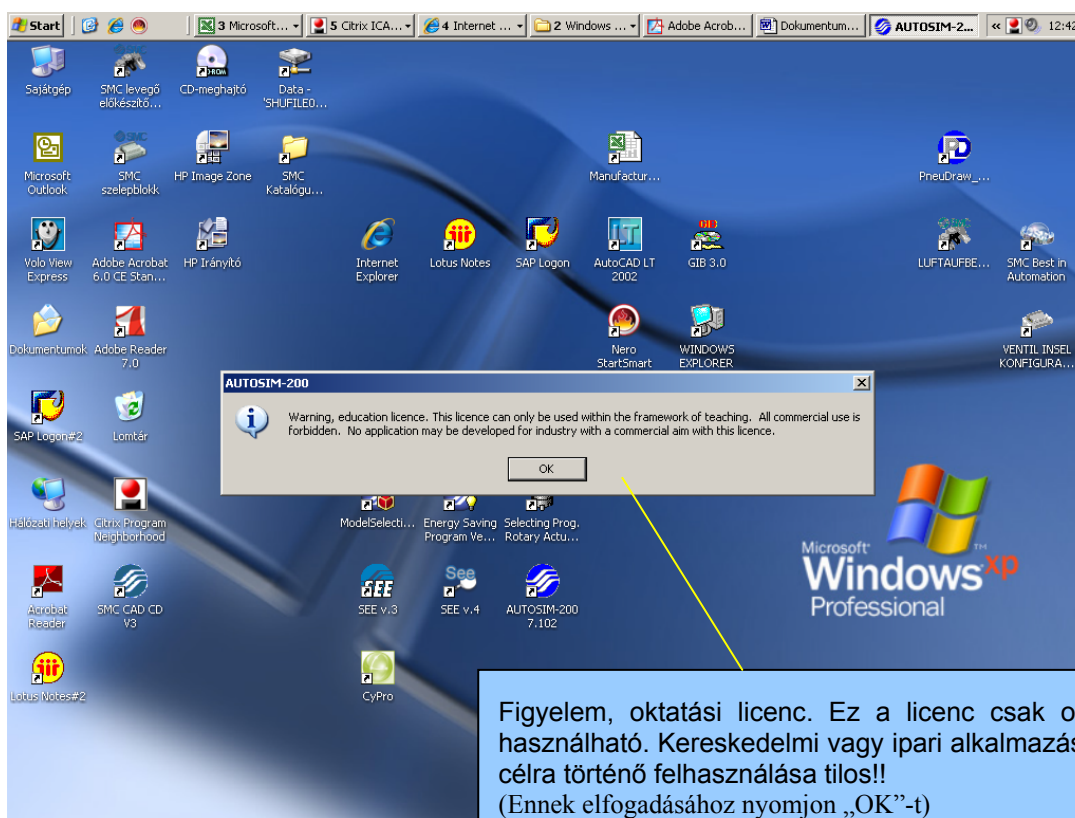 Start
3 Microsoft...
5 Citrix ICA...
4 Internet ...
2 Windows ...
Adobe Acrob...
Dokumentum...
AUTOSIM-2...
«
12:42
Sajátgép
SMC levegő
előkészítő...
CD-meghajtó
Data -
'SHUFILE0...
Microsoft
Outlook
SMC
szelepblokk
HP Image Zone
SMC
Katalógu...
Manufactur...
PneuDraw_...
Volo View
Express
Adobe Acrobat
6.0 CE Stan...
HP Irányító
Internet
Explorer
Lotus Notes
SAP Logon
AutoCAD LT
2002
GIB 3.0
LUFTAUFBE...
SMC Best in
Automation
Dokumentumok
Adobe Reader
7.0
Nero
StartSmart
WINDOWS
EXPLORER
VENTIL INSEL
KONFIGURA...
AUTOSIM-200
Warning, education licence. This licence can only be used within the framework of teaching. All commercial use is
forbidden. No application may be developed for industry with a commercial aim with this licence.
OK
SAP Logon#2
Lomtár
Hálózati helyek
Citrix Program
Neighborhood
ModelSelecti...
Energy Saving
Program Ve...
Selecting Prog.
Rotary Actu...
Microsoft
Windows xp
TM
Professional
Acrobat
Reader
SMC CAD CD
V3
SEE v.3
SEE v.4
AUTOSIM-200
7.102
Lotus Notes#2
CyPro
Figyelem, oktatási licenc. Ez a licenc csak o
használható. Kereskedelmi vagy ipari alkalmazás
célra történő felhasználása tilos!!
(Ennek elfogadásához nyomjon „OK”-t)